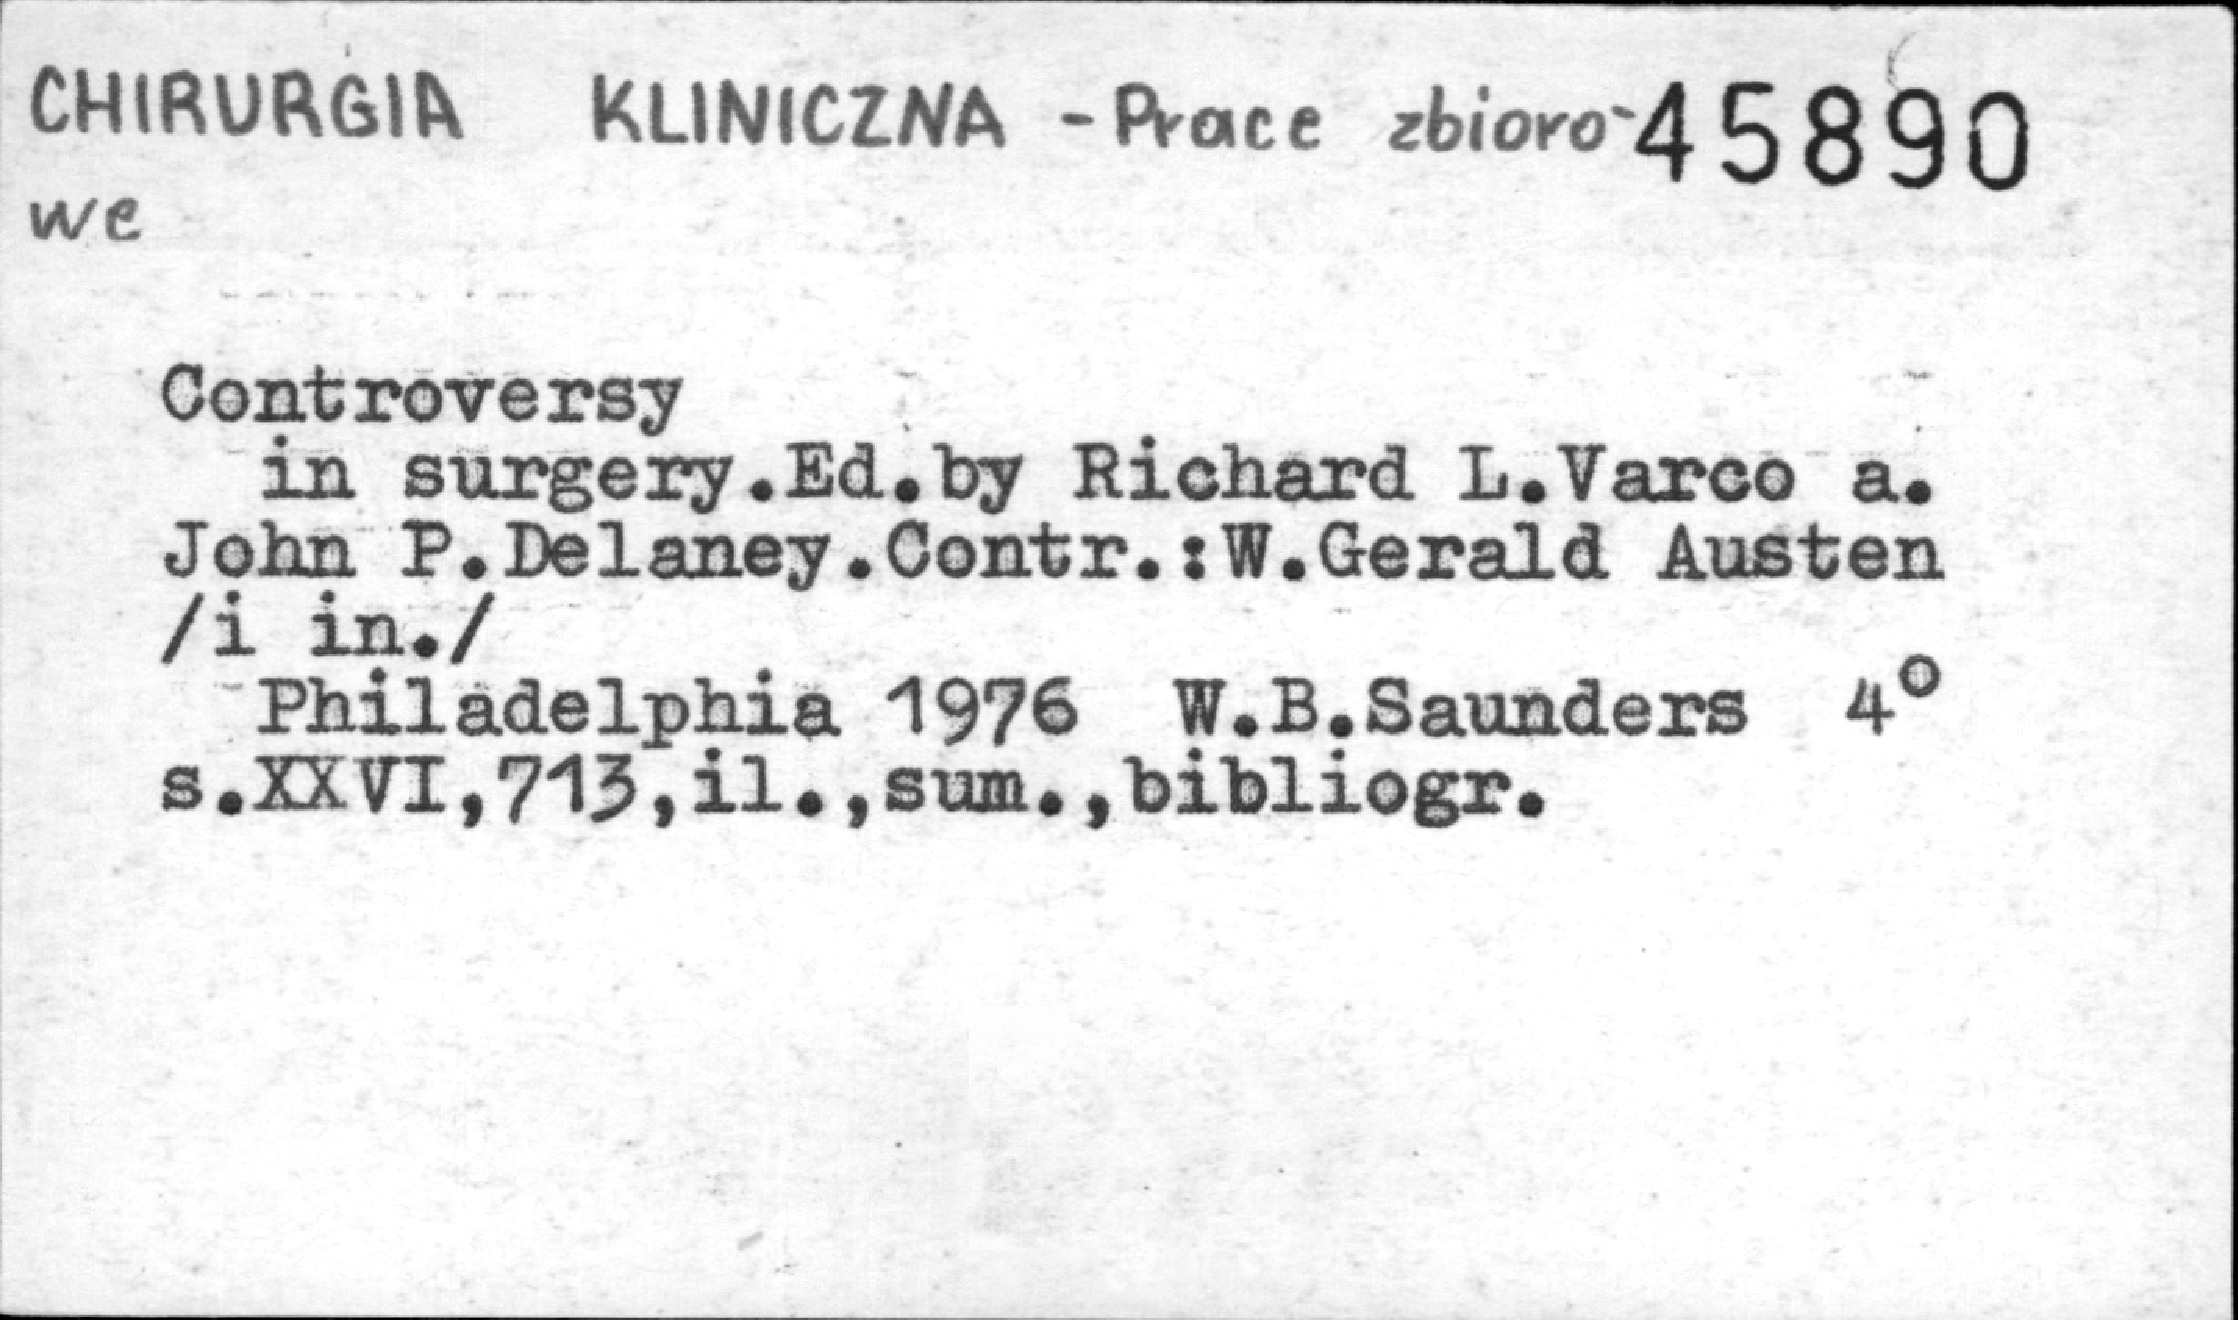 CHIRURGIA KLINICZNA - Prace zbioro- 45890
we
Controversy
in surgery.Ed.by Richard L.Varco a.
John P.Delaney.Contr.:W.Gerald Austen
/i in./
Philadelphia 1976 W.B.Saunders 4°
s.XXVI,713,il.,sum.,bibliogr.